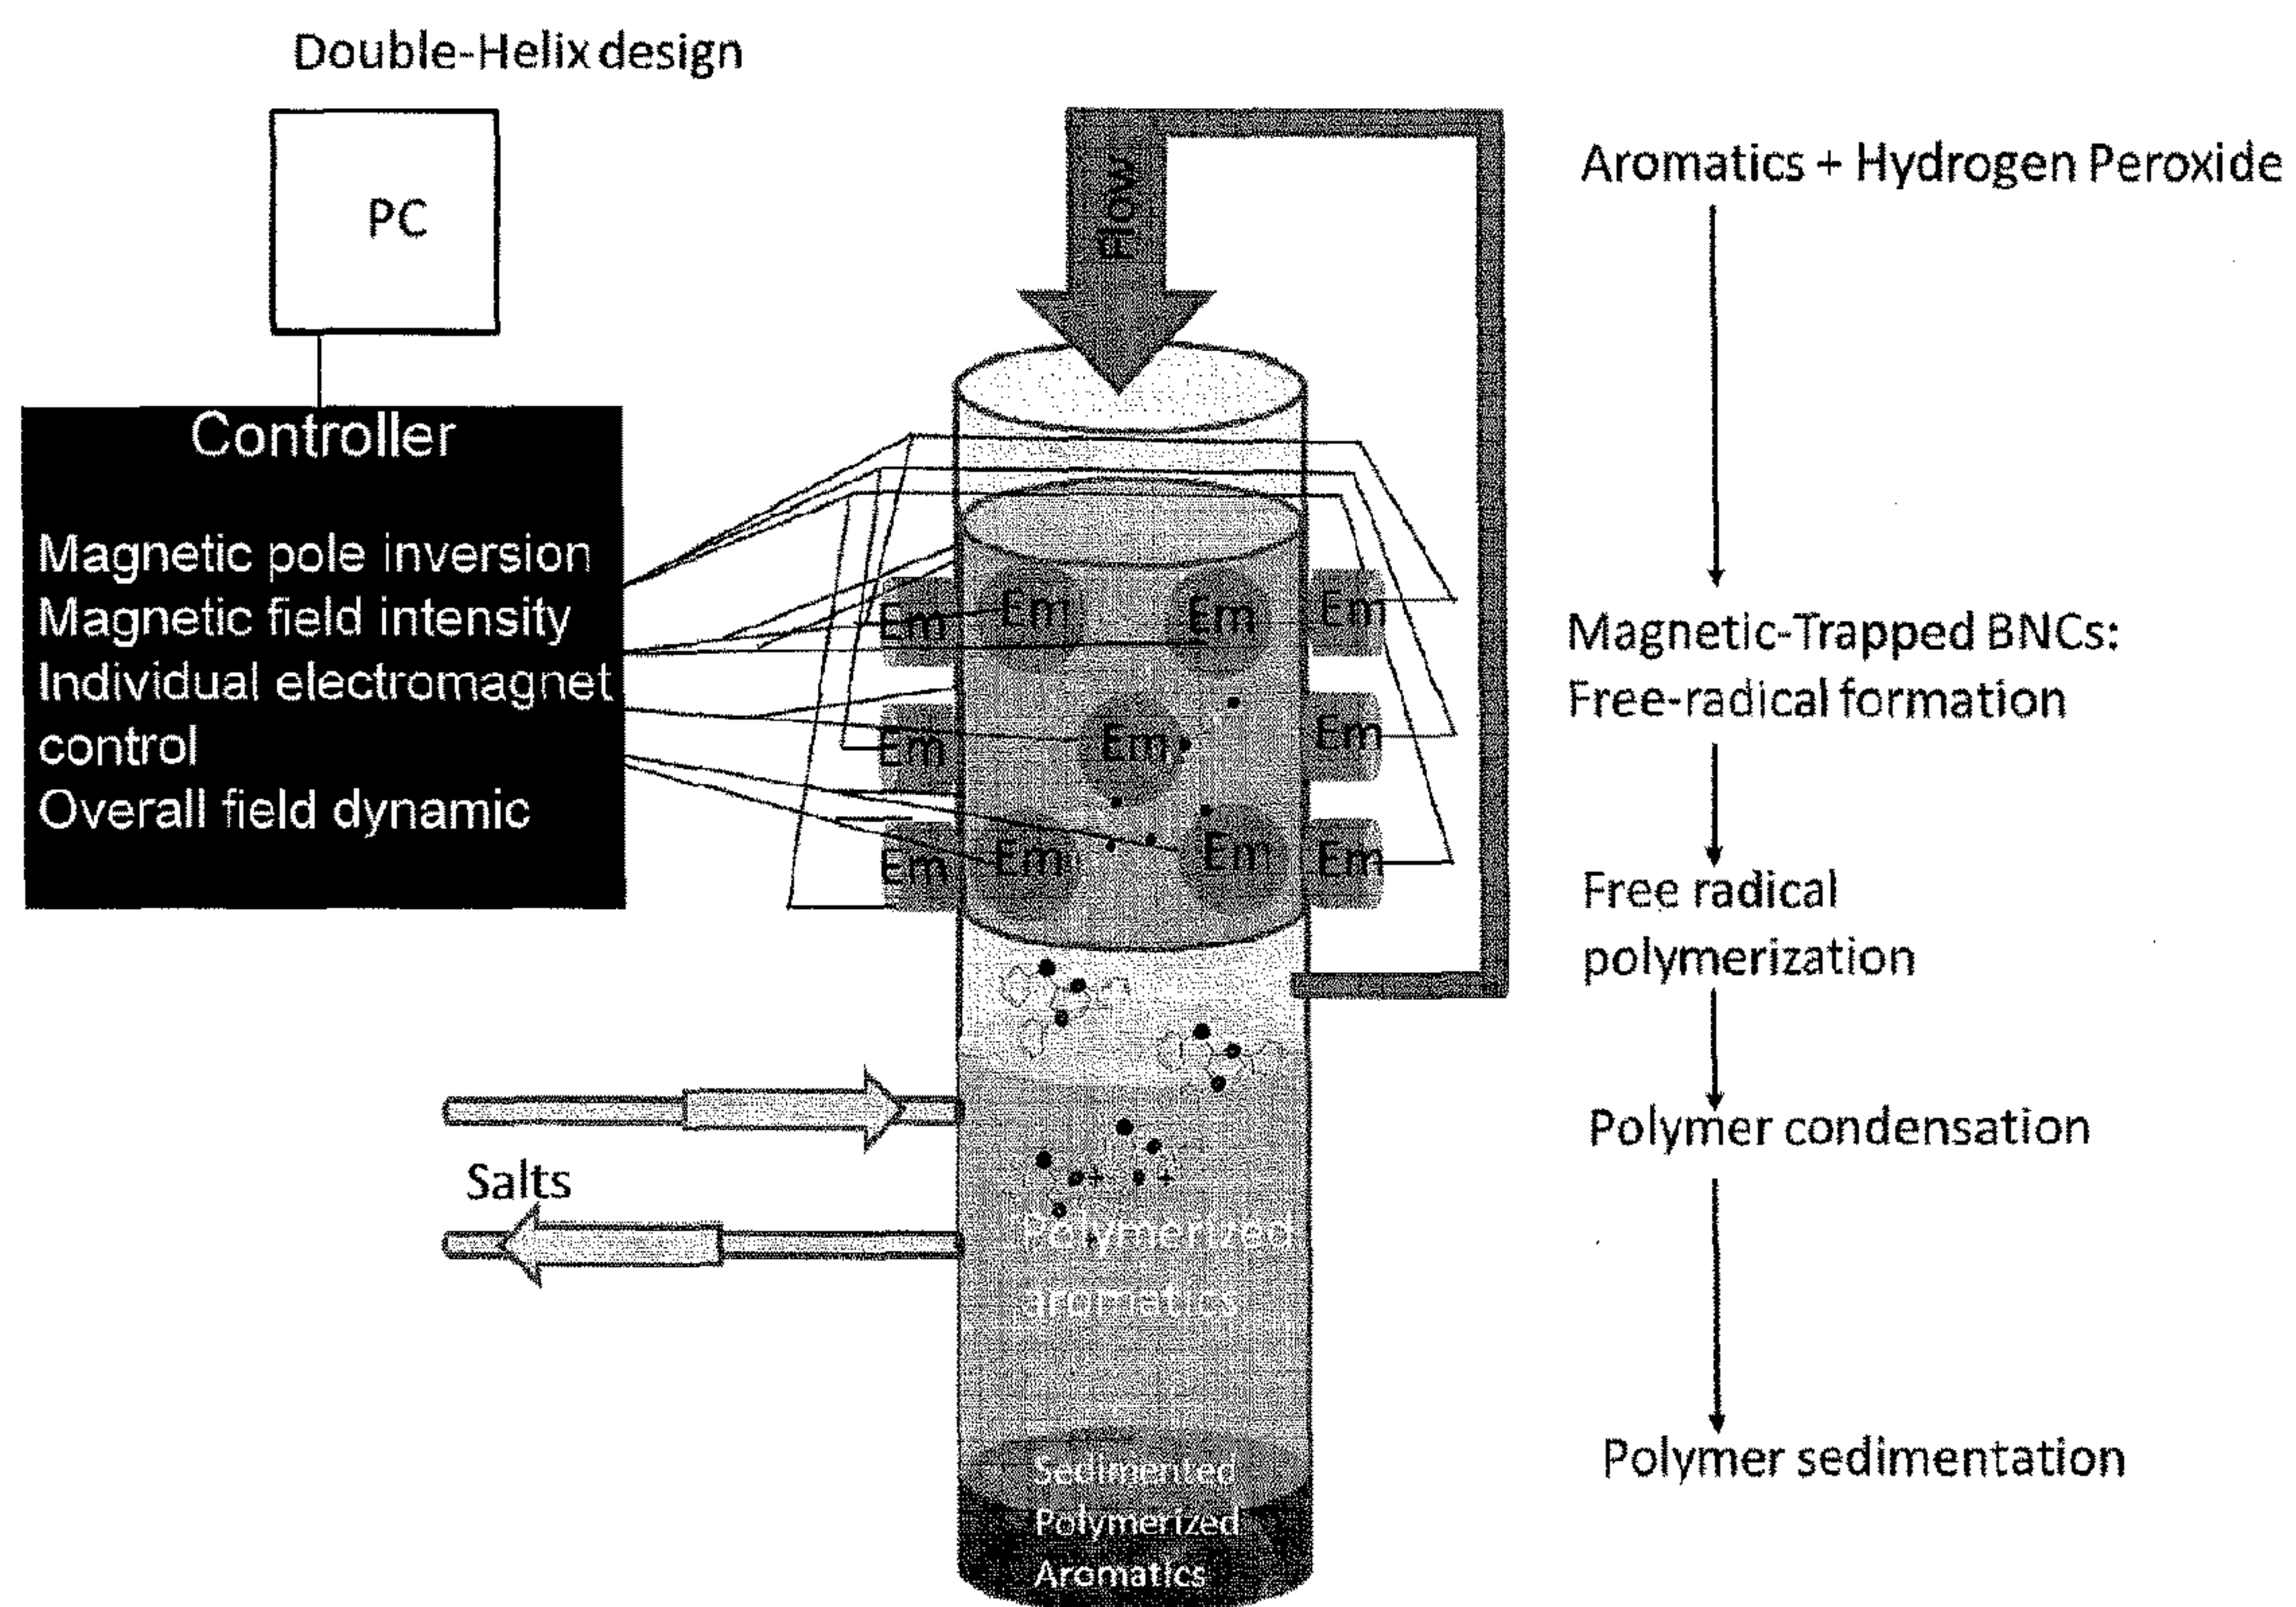 Double-Helix design
PC
Controller
Magnetic pole inversion
Magnetic field intensity
Individual electromagnet
control
Overall field dynamic
Flow
Em
Em
Em
Em
Em
Em
Em
Em
Em
Em
Em
Salts
Polymerized
aromatics
Sedimented
Polymerized
Aromatics
Aromatics + Hydrogen Peroxide
Magnetic-Trapped BNCs:
Free-radical formation
Free radical
polymerization
Polymer condensation
Polymer sedimentation